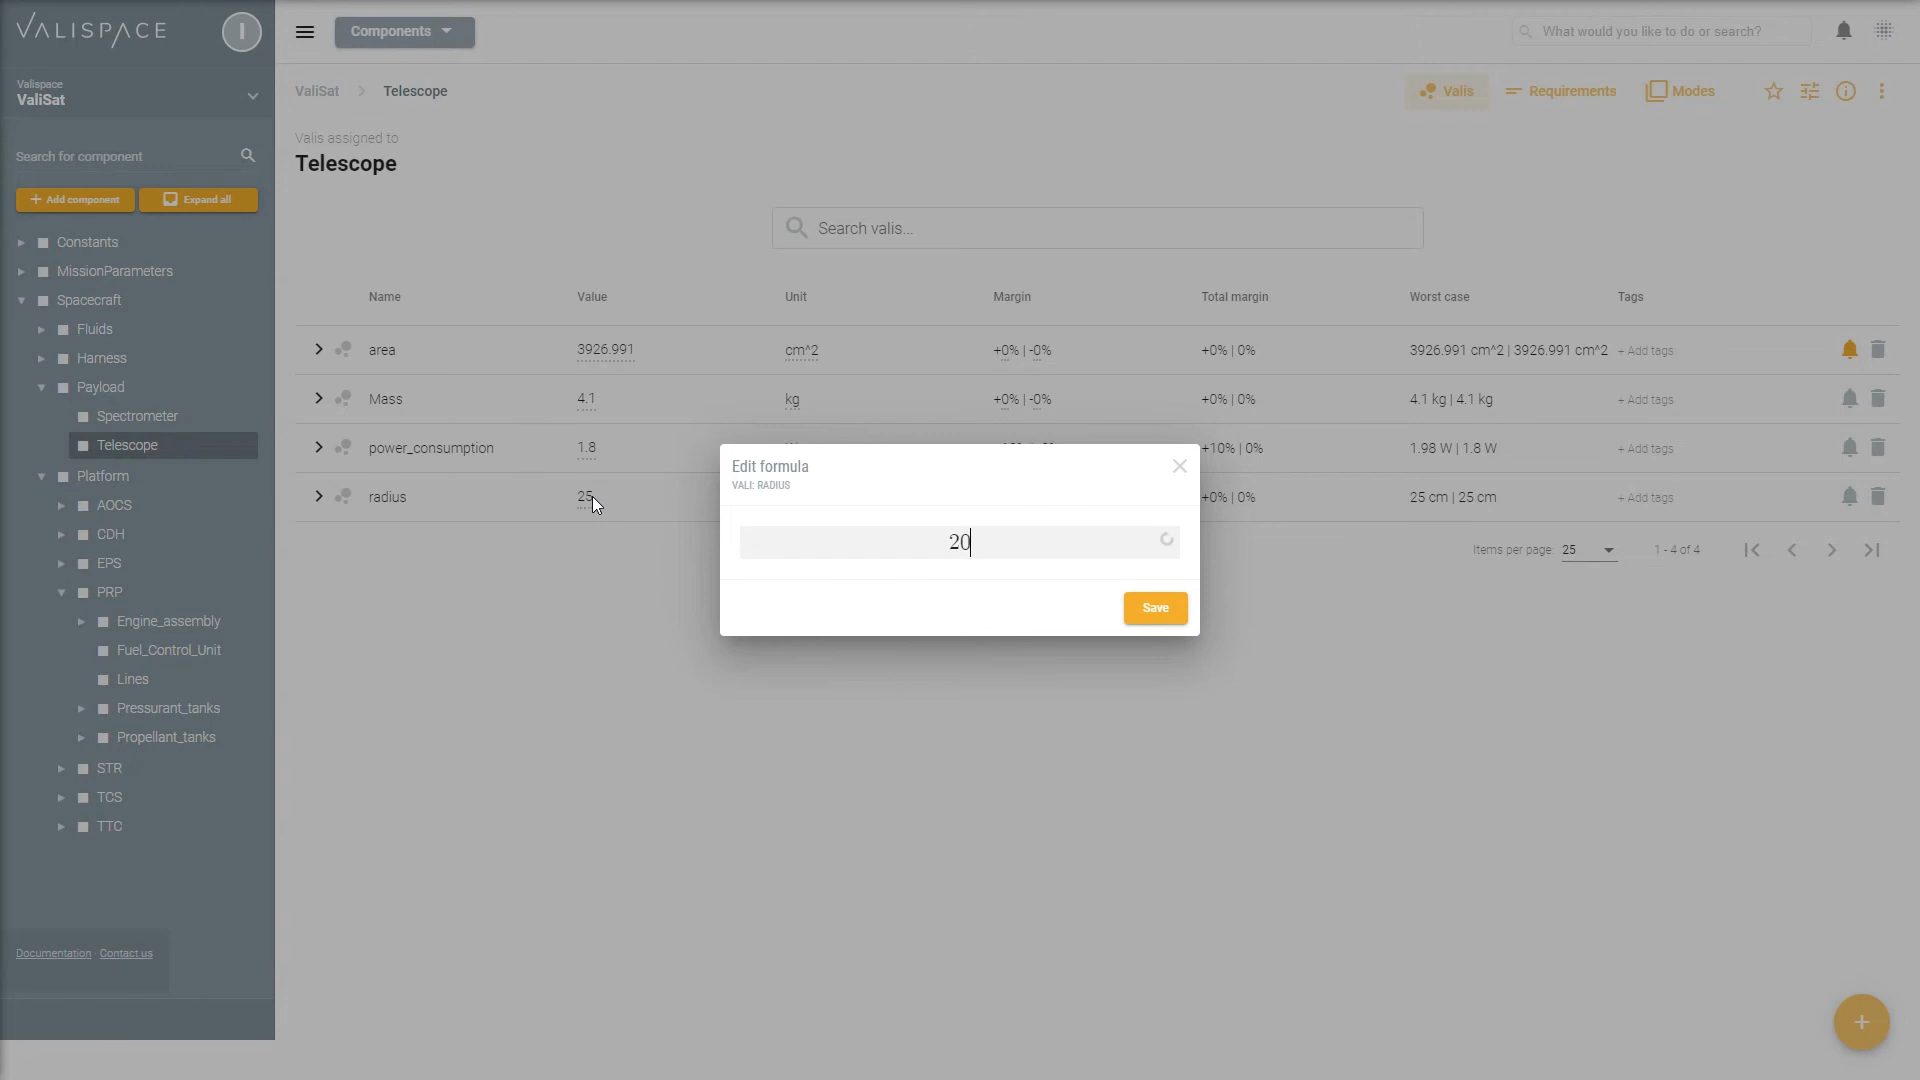 VALISPACE
I
Components
What would you like to do or search?
Valispace
ValiSat
ValiSat
Telescope
Valis
Requirements
Modes
Valis assigned to
Telescope
Search for component
Add component
Expand all
Search valis...
Constants
MissionParameters
Spacecraft
Fluids
Harness
Payload
Spectrometer
Telescope
Platform
AOCS
CDH
EPS
PRP
Engine_assembly
Fuel_Control_Unit
Lines
Pressurant_tanks
Propellant_tanks
STR
TCS
TTC
Documentation · Contact us
Name Value Unit Margin Total margin Worst case Tags
area 3926.991 cm^2 +0% | -0% +0% | 0% 3926.991 cm^2 | 3926.991 cm^2 + Add tags
Mass 4.1 kg +0% | -0% +0% | 0% 4.1 kg | 4.1 kg + Add tags
power_consumption 1.8 +10% | 0% 1.98 W | 1.8 W + Add tags
radius 25 +0% | 0% 25 cm | 25 cm + Add tags
Items per page: 25 1 - 4 of 4
Edit formula
VALI: RADIUS
20
Save